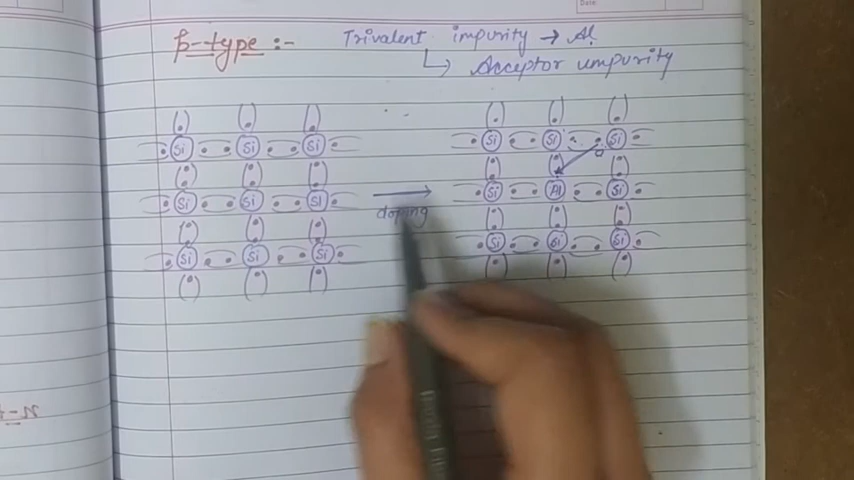 Date:
p-type :- Trivalent impurity → Al
↳ Acceptor impurity
Si Si Si Si Si Si
Si Si Si doping Si Al Si
Si Si Si Si Si Si